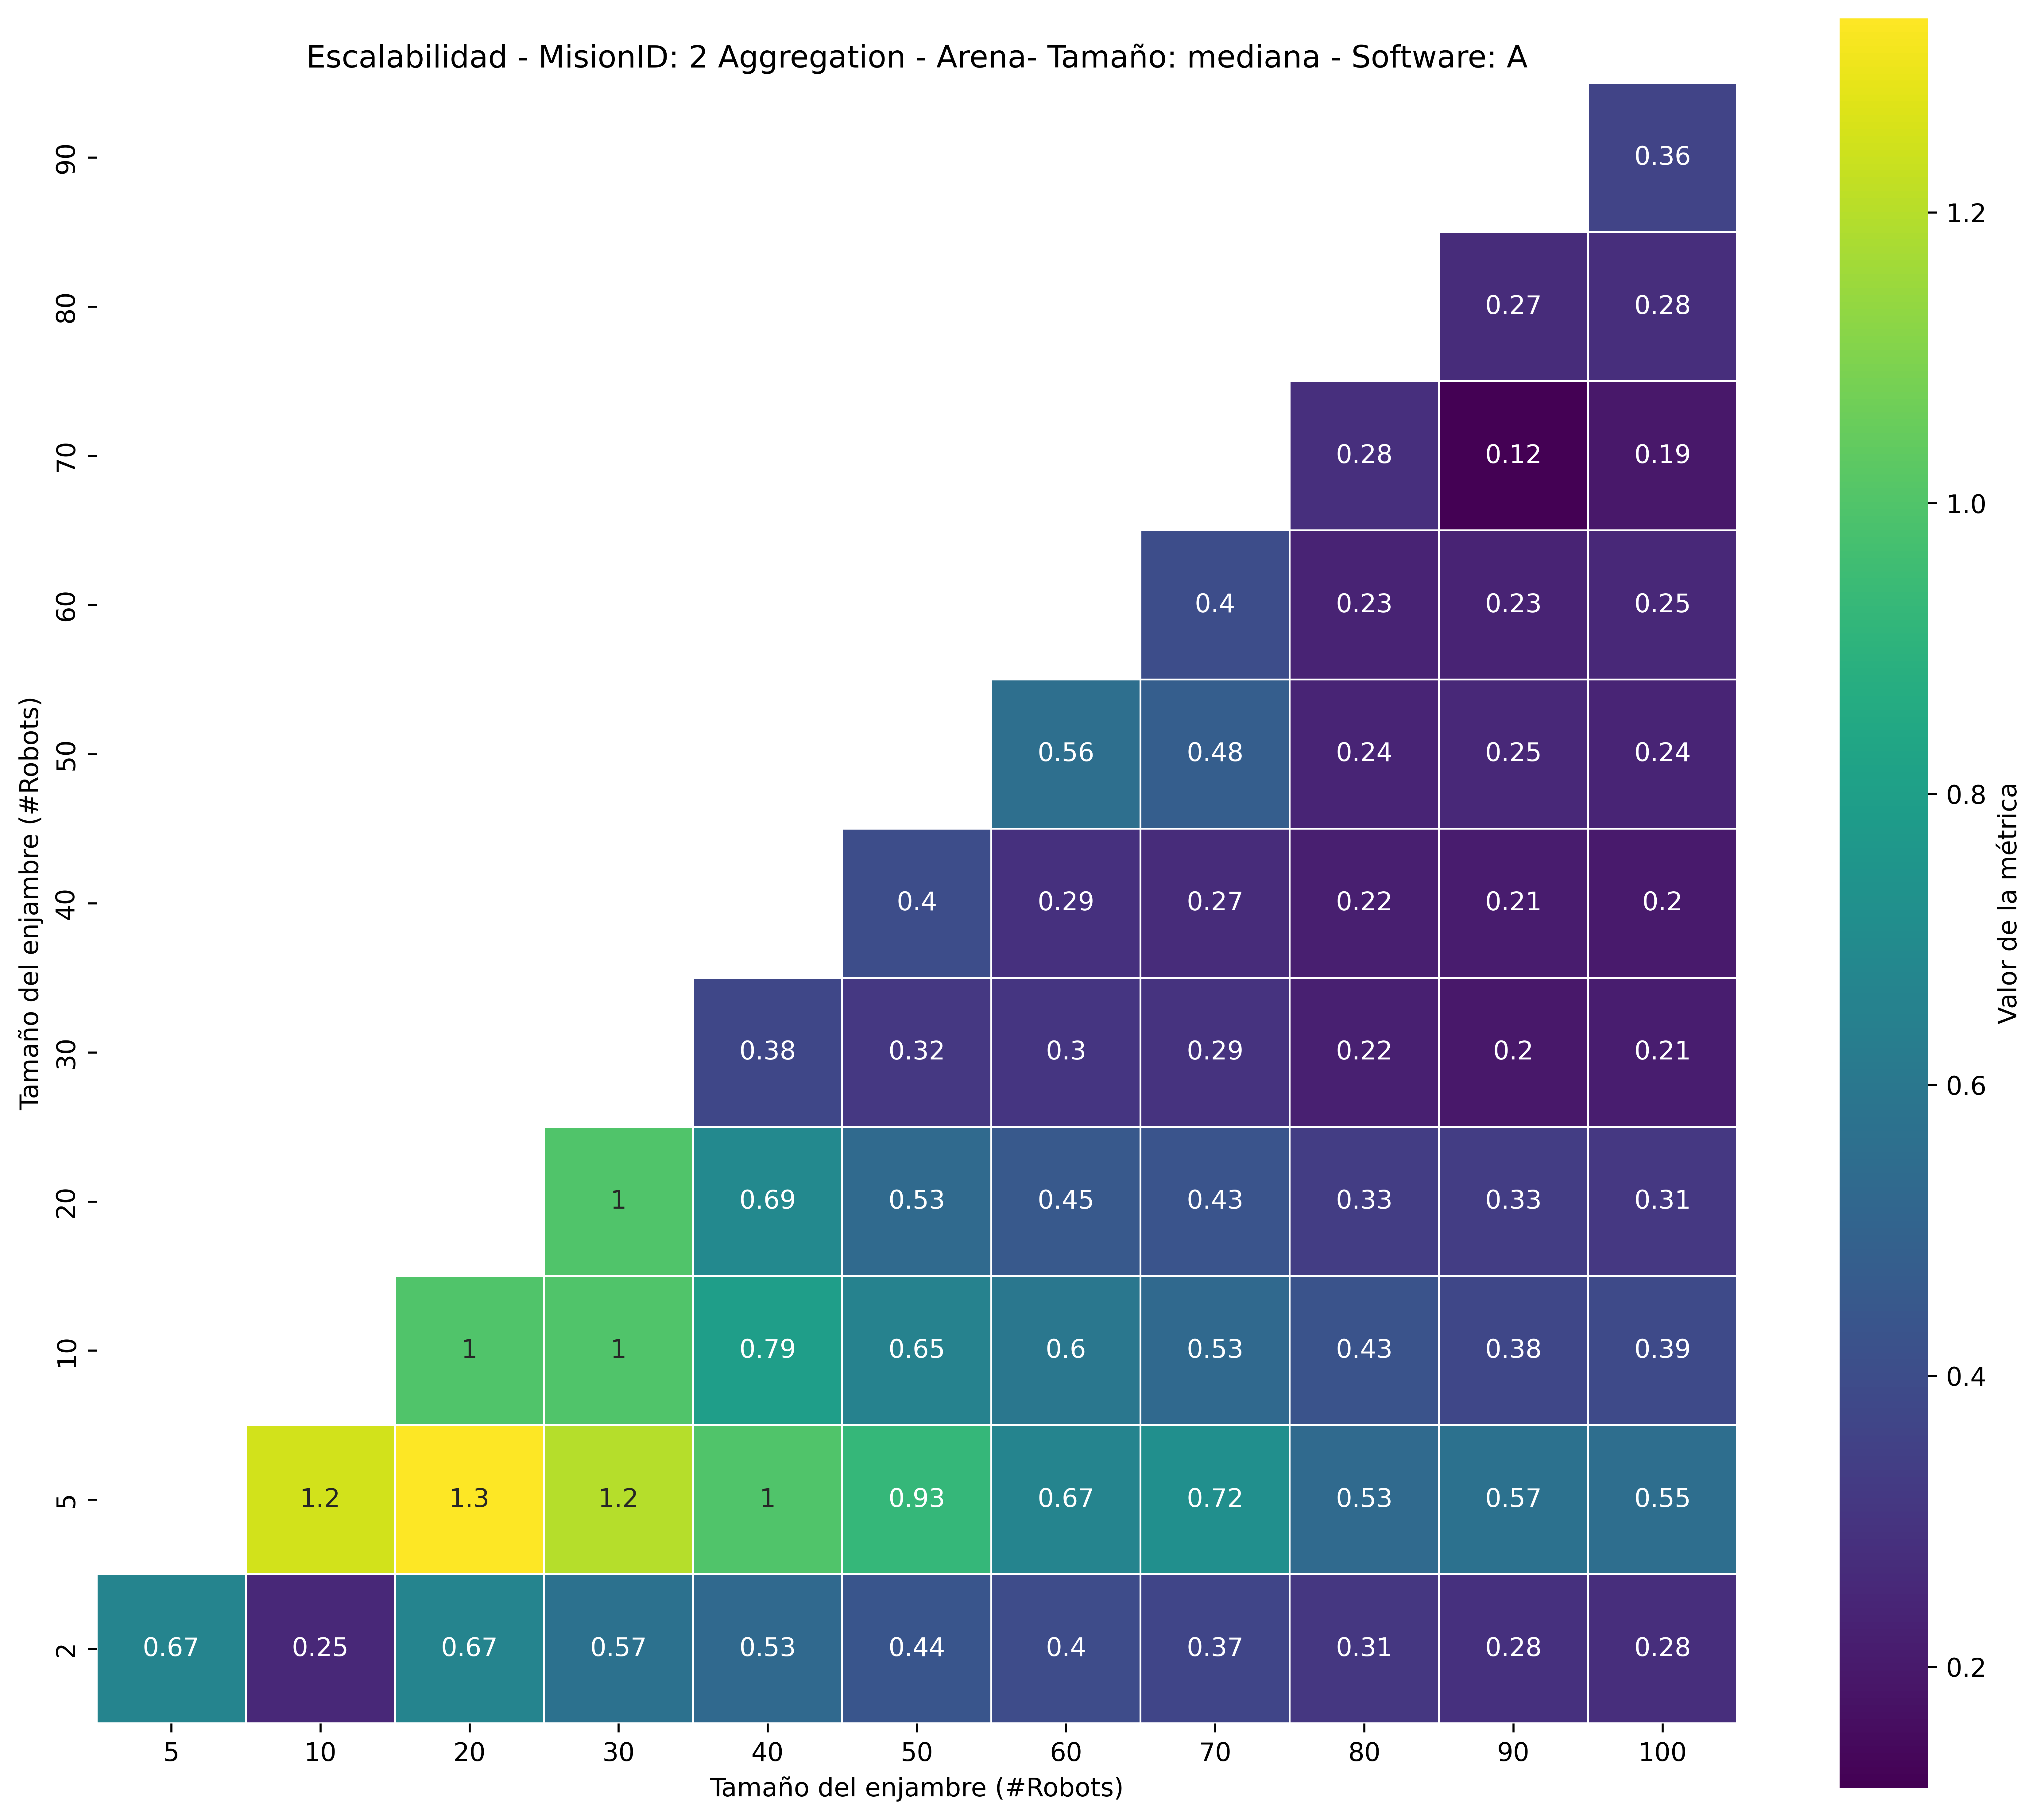 Escalabilidad - MisionID: 2 Aggregation - Arena- Tamaño: mediana - Software: A
Tamaño del enjambre (#Robots)
90 0.36
80 0.27 0.28
70 0.28 0.12 0.19
60 0.4 0.23 0.23 0.25
50 0.56 0.48 0.24 0.25 0.24
40 0.4 0.29 0.27 0.22 0.21 0.2
30 0.38 0.32 0.3 0.29 0.22 0.2 0.21
20 1 0.69 0.53 0.45 0.43 0.33 0.33 0.31
10 1 1 0.79 0.65 0.6 0.53 0.43 0.38 0.39
5 1.2 1.3 1.2 1 0.93 0.67 0.72 0.53 0.57 0.55
2 0.67 0.25 0.67 0.57 0.53 0.44 0.4 0.37 0.31 0.28 0.28
5 10 20 30 40 50 60 70 80 90 100
Tamaño del enjambre (#Robots)
1.2
1.0
0.8
0.6
0.4
0.2
Valor de la métrica